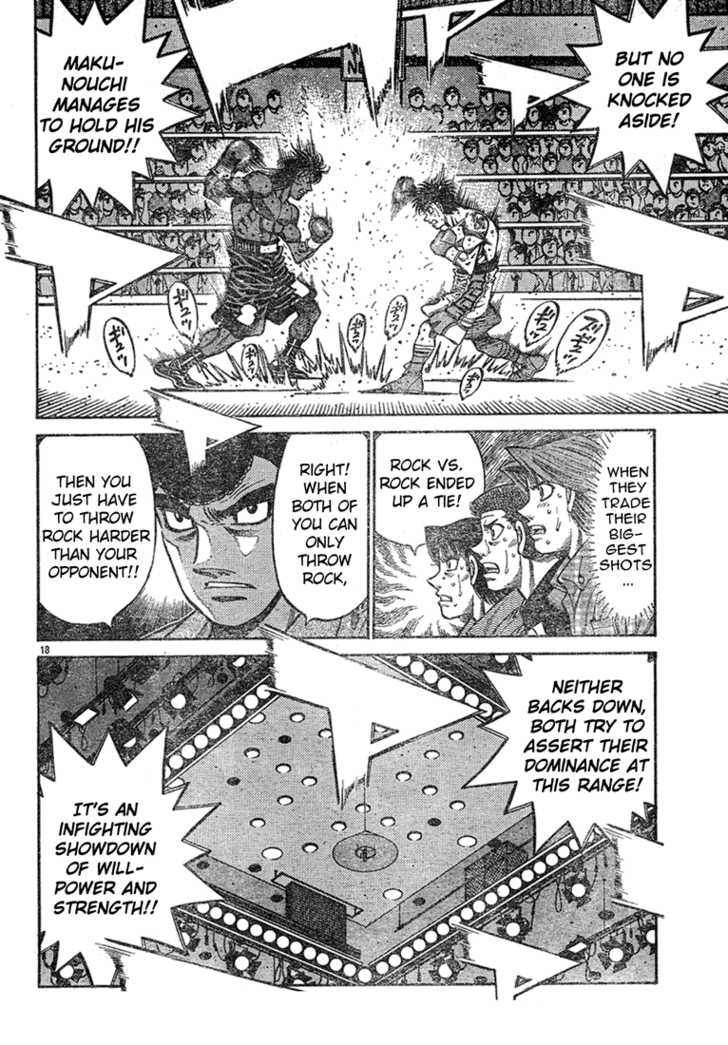 BUT NO
ONE IS
KNOCKED
ASIDE!
MAKU-
NOUCHI
MANAGES
TO HOLD HIS
GROUND!!
WHEN
THEY
TRADE
THEIR
BIG-
GEST
SHOTS
...
ROCK VS.
ROCK ENDED
UP A TIE!
RIGHT!
WHEN
BOTH OF
YOU CAN
ONLY
THROW
ROCK,
THEN YOU
JUST HAVE
TO THROW
ROCK HARDER
THAN YOUR
OPPONENT!!
18
NEITHER
BACKS DOWN,
BOTH TRY TO
ASSERT THEIR
DOMINANCE AT
THIS RANGE!
IT'S AN
INFIGHTING
SHOWDOWN
OF WILL-
POWER AND
STRENGTH!!